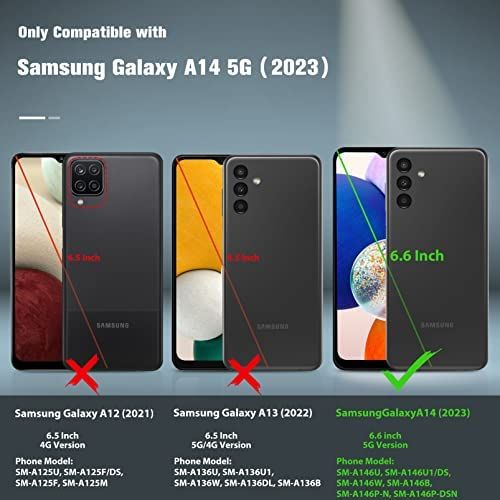 Only Compatible with
Samsung Galaxy A14 5G ( 2023 )
6.5 Inch
SAMSUNG
6.5 Inch
SAMSUNG
6.6 Inch
SAMSUNG
Samsung Galaxy A12 (2021)
6.5 Inch
4G Version
Phone Model:
SM-A125U, SM-A125F/DS,
SM-A125F, SM-A125M
Samsung Galaxy A13 (2022)
6.5 Inch
5G/4G Version
Phone Model:
SM-A136U, SM-A136U1,
SM-A136W, SM-A136DL, SM-A136B
SamsungGalaxyA14 (2023)
6.6 inch
5G Version
Phone Model:
SM-A146U, SM-A146U1/DS,
SM-A146W, SM-A146B,
SM-A146P-N, SM-A146P-DSN